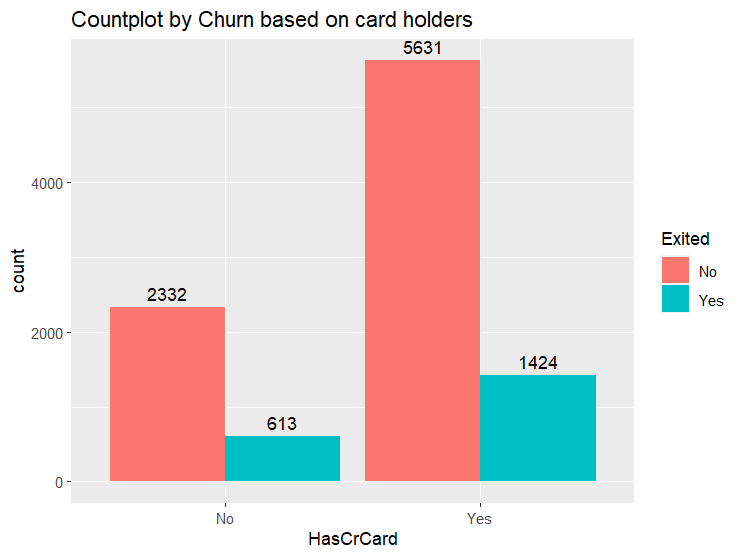 Countplot by Churn based on card holders
5631
4000
count
Exited
No
Yes
2332
2000
1424
613
0
No
Yes
HasCrCard